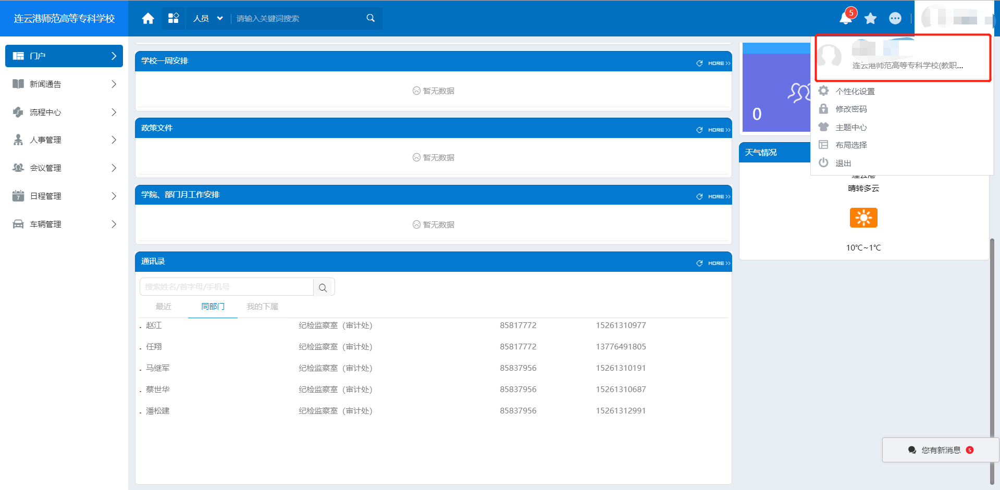 连云港师范高等专科学校
人员
请输入关键词搜索
5
门户
新闻通告
流程中心
人事管理
会议管理
7
日程管理
车辆管理
学校一周安排
MORE>>
暂无数据
政策文件
MORE>>
暂无数据
学院、部门月工作安排
MORE>>
暂无数据
通讯录
MORE>>
搜索姓名/首字母/手机号
最近 同部门 我的下属
赵江 纪检监察室（审计处） 85817772 15261310977
任翔 纪检监察室（审计处） 85817772 13776491805
马继军 纪检监察室（审计处） 85837956 15261310191
蔡世华 纪检监察室（审计处） 85837956 15261310687
潘松建 纪检监察室（审计处） 85837956 15261312991
0
连云港师范高等专科学校(教职...
个性化设置
修改密码
主题中心
布局选择
退出
天气情况
连云港
晴转多云
10℃~1℃
您有新消息 5